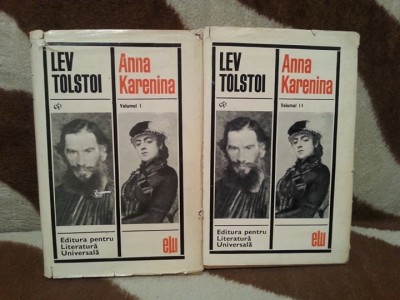 LEV
TOLSTOI
Anna
Karenina
Volumul I
Editura pentru
Literatură
Universală
elu
LEV
TOLSTOI
Anna
Karenina
Volumul II
Editura pentru
Literatură
Universală
elu